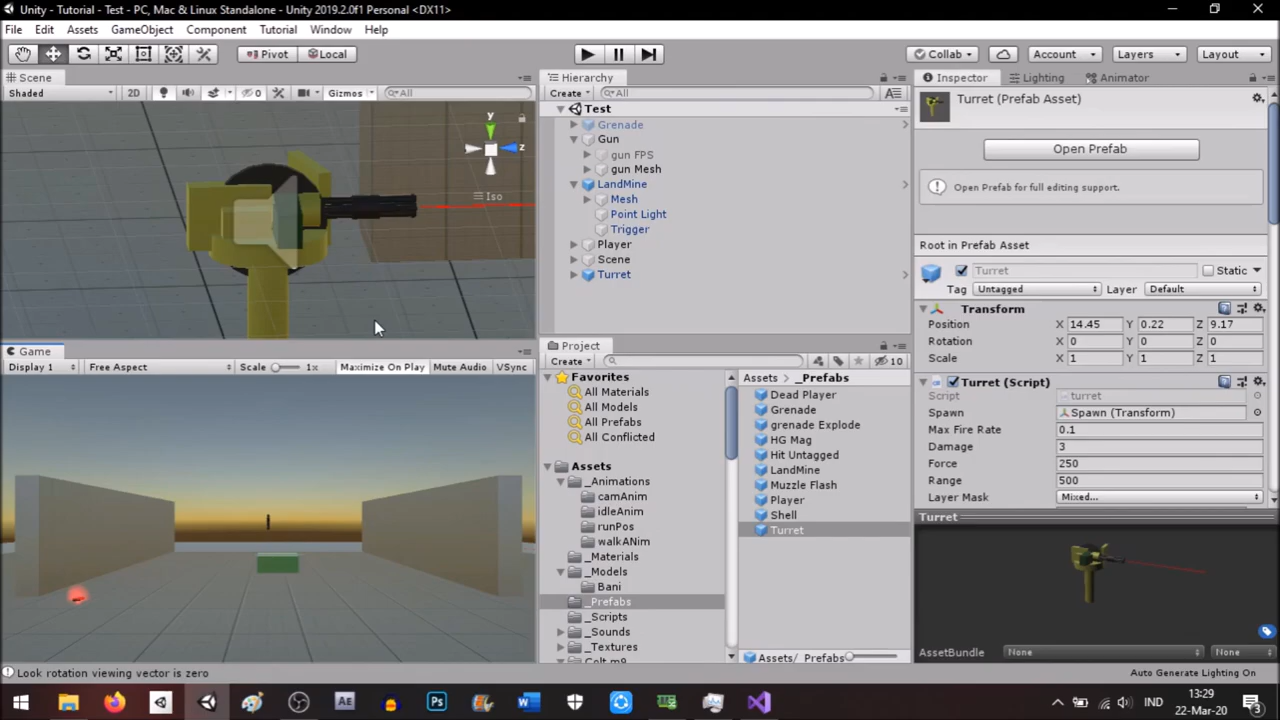 Unity - Tutorial - Test - PC, Mac & Linux Standalone - Unity 2019.2.0f1 Personal <DX11>
File Edit Assets GameObject Component Tutorial Window Help
Pivot Local Collab Account Layers Layout
Scene
Shaded 2D 0 Gizmos All
y
z
Iso
Game
Display 1 Free Aspect Scale 1x Maximize On Play Mute Audio VSync
Hierarchy
Create All
Test
Grenade
Gun
gun FPS
gun Mesh
LandMine
Mesh
Point Light
Trigger
Player
Scene
Turret
Project
Create 10
Favorites
All Materials
All Models
All Prefabs
All Conflicted
Assets
_Animations
camAnim
idleAnim
runPos
walkANim
_Materials
_Models
Bani
_Prefabs
_Scripts
_Sounds
_Textures
Colt m9
Assets _Prefabs
Dead Player
Grenade
grenade Explode
HG Mag
Hit Untagged
LandMine
Muzzle Flash
Player
Shell
Turret
Assets/_Prefabs
Inspector Lighting Animator
Turret (Prefab Asset)
Open Prefab
Open Prefab for full editing support.
Root in Prefab Asset
Turret Static
Tag Untagged Layer Default
Transform
Position X 14.45 Y 0.22 Z 9.17
Rotation X 0 Y 0 Z 0
Scale X 1 Y 1 Z 1
Turret (Script)
Script turret
Spawn Spawn (Transform)
Max Fire Rate 0.1
Damage 3
Force 250
Range 500
Layer Mask Mixed...
Turret
AssetBundle None None
Look rotation viewing vector is zero
Auto Generate Lighting On
Ae Ps W IND 13:29
22-Mar-20 3